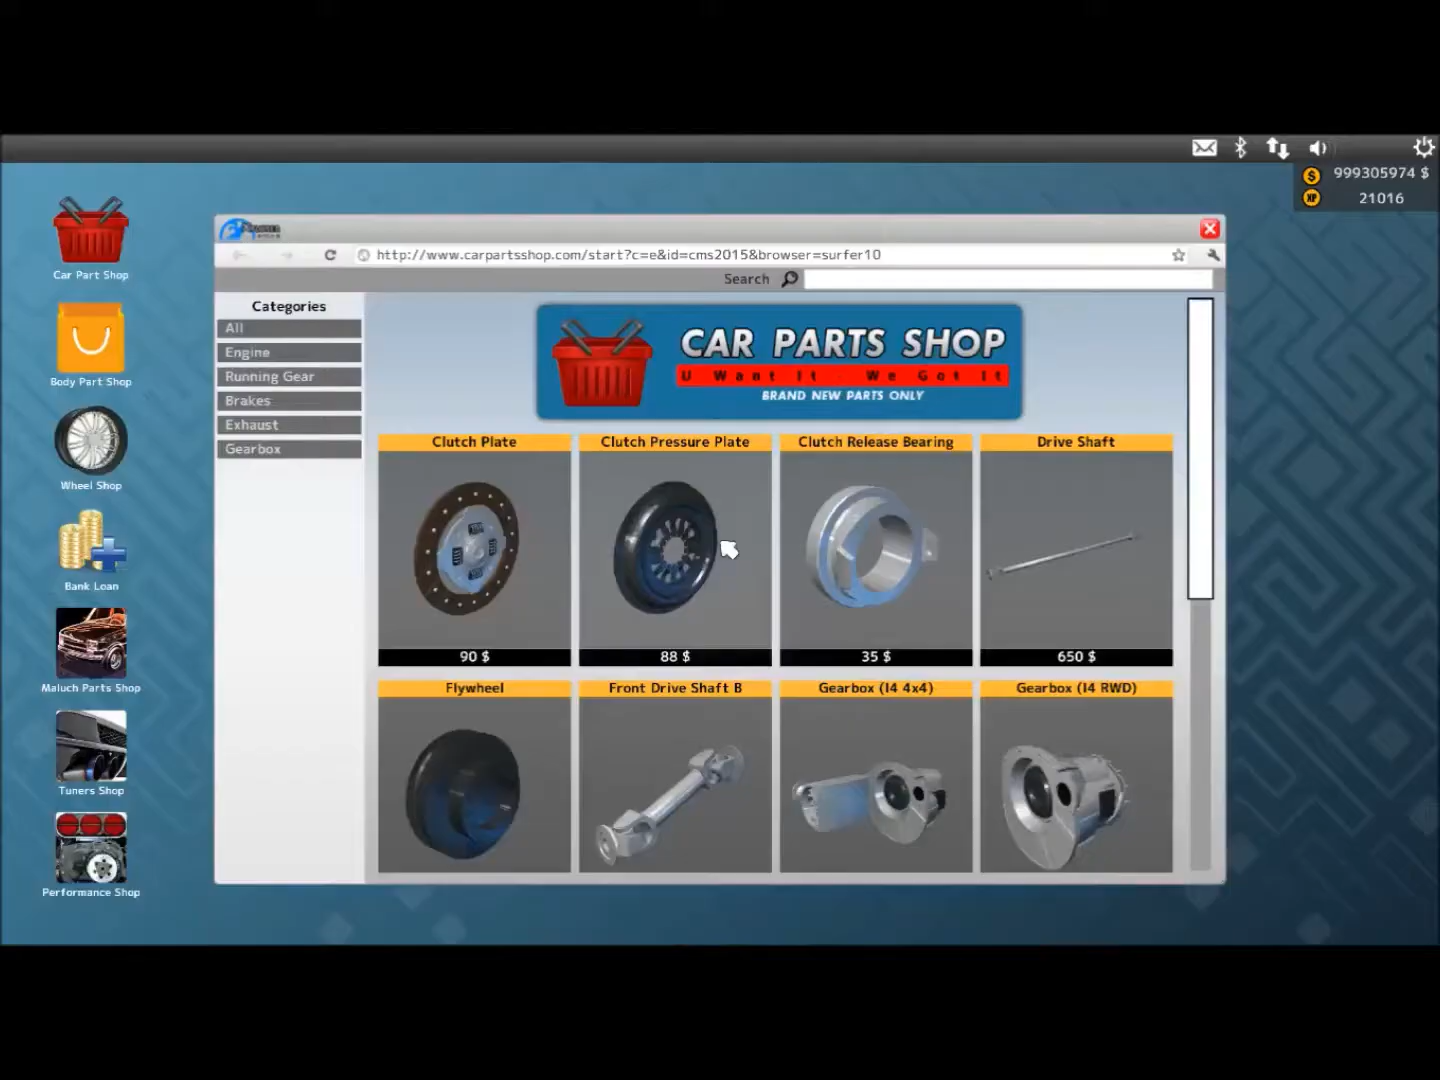 999305974 $
XP 21016
Car Part Shop
Body Part Shop
Wheel Shop
Bank Loan
Maluch Parts Shop
Tuners Shop
Performance Shop
http://www.carpartsshop.com/start?c=e&id=cms2015&browser=surfer10
Search
Categories
All
Engine
Running Gear
Brakes
Exhaust
Gearbox
CAR PARTS SHOP
U Want It We Got It
BRAND NEW PARTS ONLY
Clutch Plate
90 $
Clutch Pressure Plate
88 $
Clutch Release Bearing
35 $
Drive Shaft
650 $
Flywheel
Front Drive Shaft B
Gearbox (I4 4x4)
Gearbox (I4 RWD)